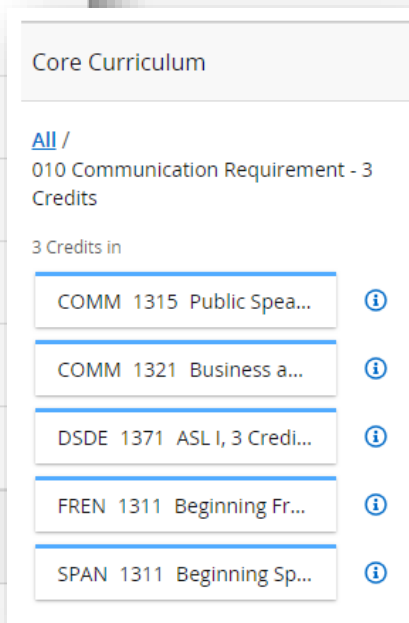 Core Curriculum
All /
010 Communication Requirement - 3
Credits
3 Credits in
COMM 1315 Public Spea...
COMM 1321 Business a...
DSDE 1371 ASL I, 3 Credi...
FREN 1311 Beginning Fr...
SPAN 1311 Beginning Sp...